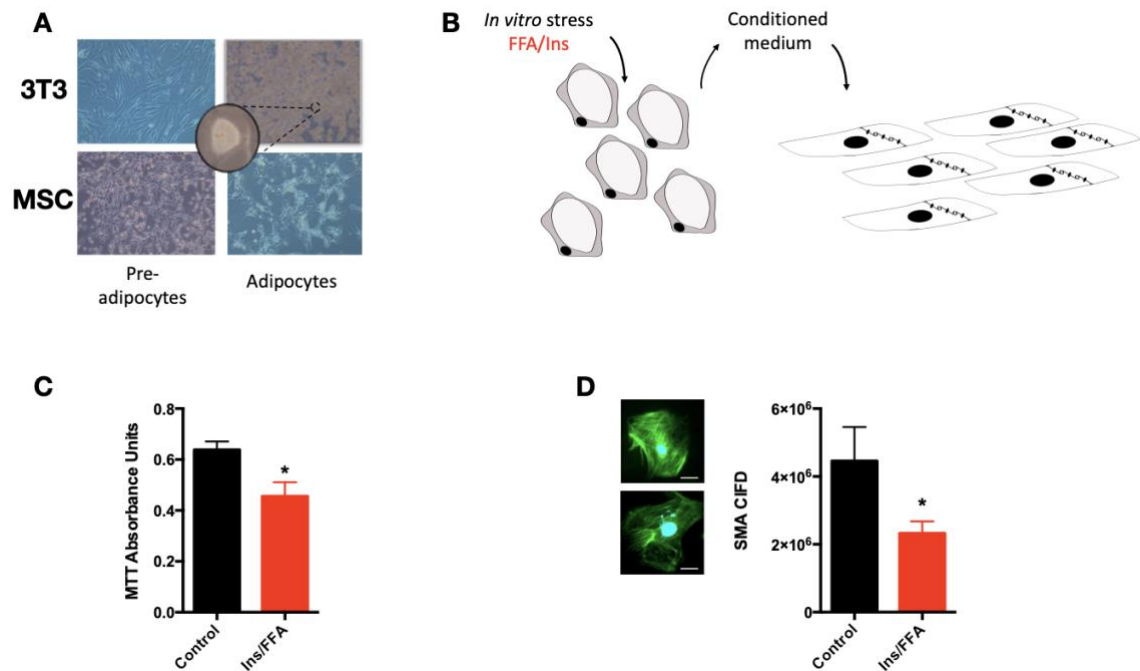 A
3T3
MSC
Pre-
adipocytes
Adipocytes
B
In vitro stress
FFA/Ins
Conditioned
medium
C
MTT Absorbance Units
0.8
0.6
0.4
0.2
0.0
*
Control
Ins/FFA
D
SMA CIFD
6×10⁶
4×10⁶
2×10⁶
0
*
Control
Ins/FFA